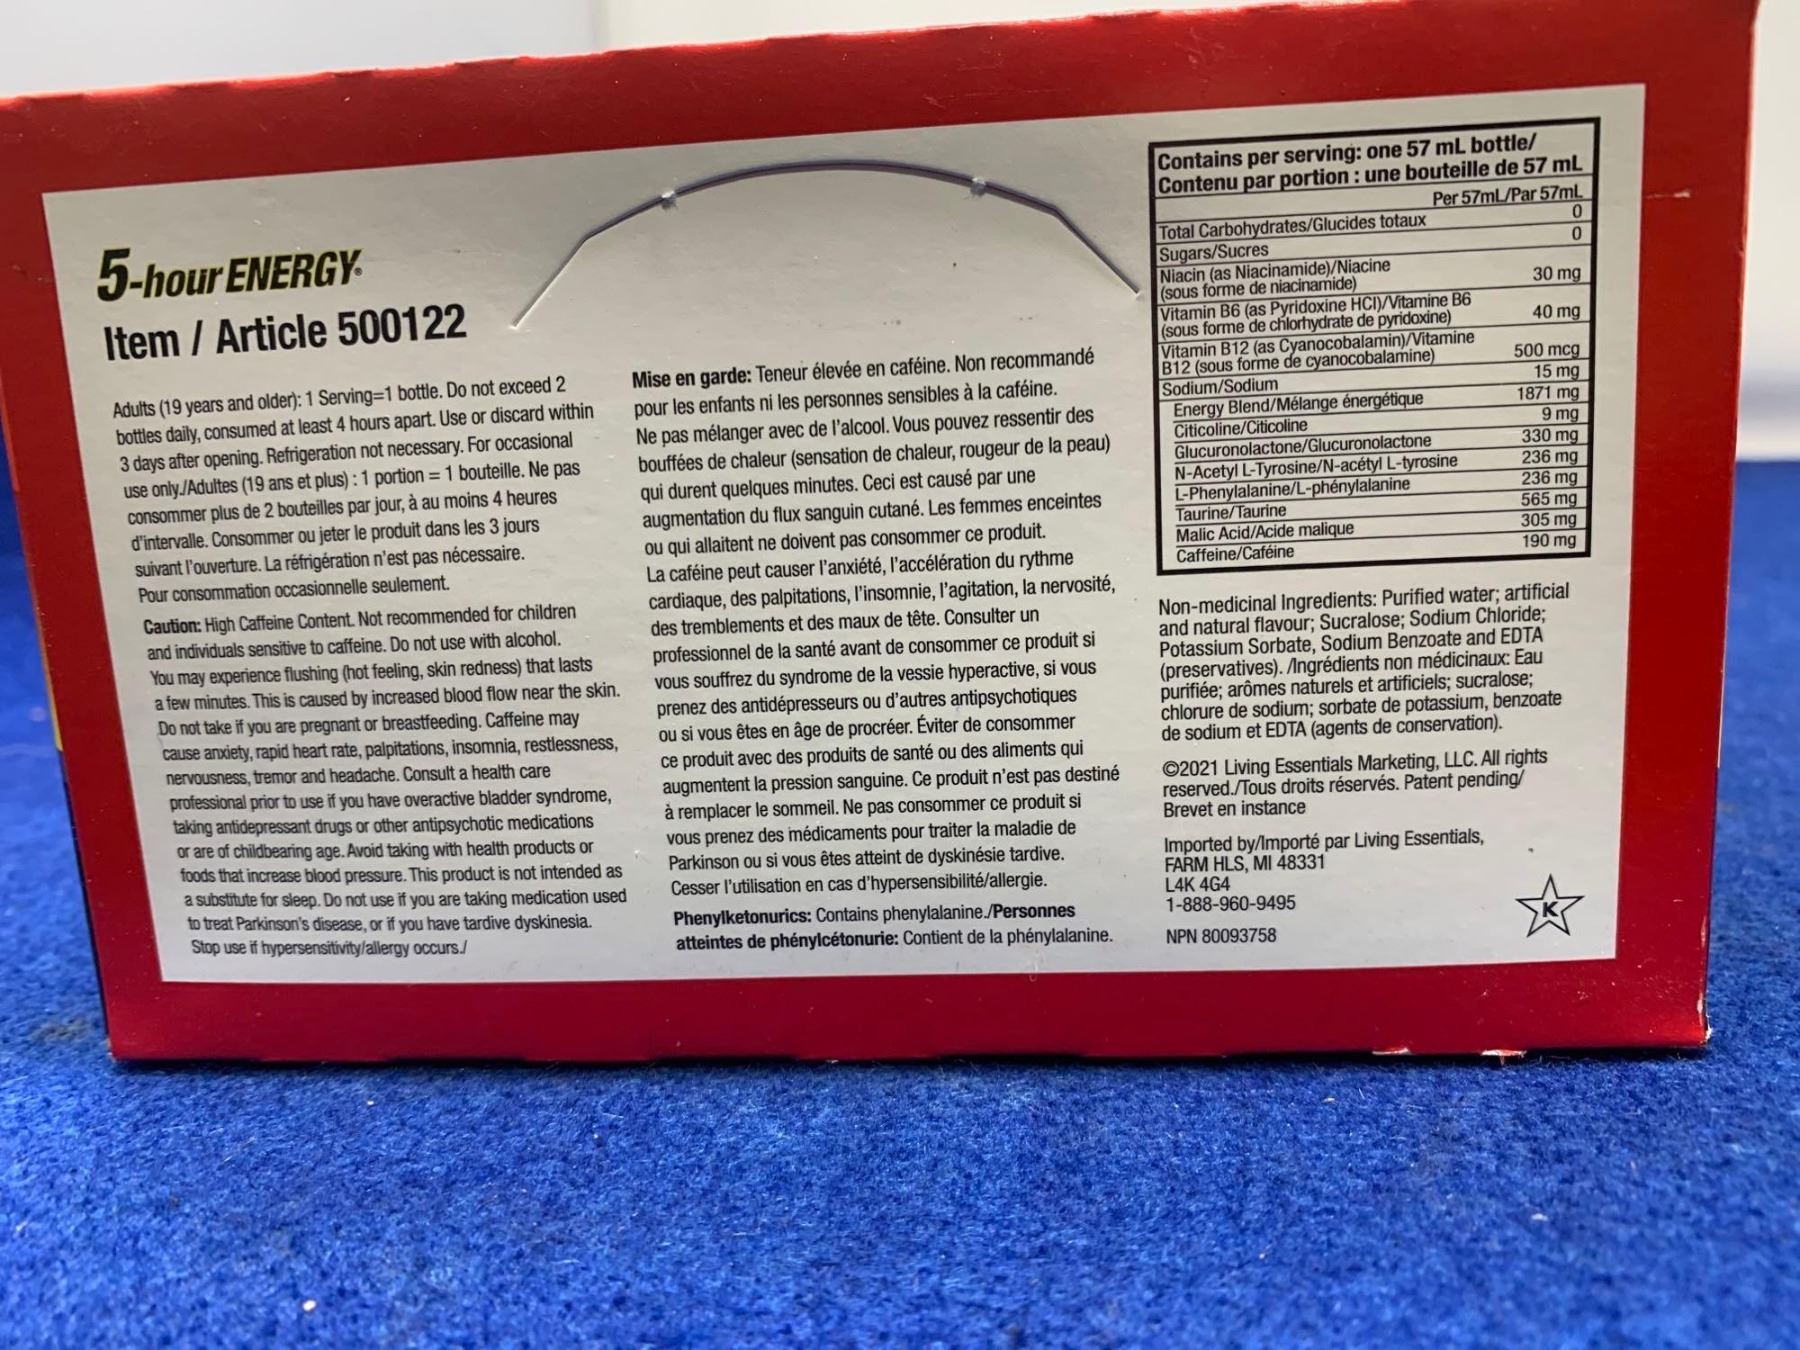 5-hour ENERGY®
Item / Article 500122
Adults (19 years and older): 1 Serving=1 bottle. Do not exceed 2
bottles daily, consumed at least 4 hours apart. Use or discard within
3 days after opening. Refrigeration not necessary. For occasional
use only./Adultes (19 ans et plus) : 1 portion = 1 bouteille. Ne pas
consommer plus de 2 bouteilles par jour, à au moins 4 heures
d'intervalle. Consommer ou jeter le produit dans les 3 jours
suivant l'ouverture. La réfrigération n'est pas nécessaire.
Pour consommation occasionnelle seulement.
Caution: High Caffeine Content. Not recommended for children
and individuals sensitive to caffeine. Do not use with alcohol.
You may experience flushing (hot feeling, skin redness) that lasts
a few minutes. This is caused by increased blood flow near the skin.
Do not take if you are pregnant or breastfeeding. Caffeine may
cause anxiety, rapid heart rate, palpitations, insomnia, restlessness,
nervousness, tremor and headache. Consult a health care
professional prior to use if you have overactive bladder syndrome,
taking antidepressant drugs or other antipsychotic medications
or are of childbearing age. Avoid taking with health products or
foods that increase blood pressure. This product is not intended as
a substitute for sleep. Do not use if you are taking medication used
to treat Parkinson's disease, or if you have tardive dyskinesia.
Stop use if hypersensitivity/allergy occurs./
Mise en garde: Teneur élevée en caféine. Non recommandé
pour les enfants ni les personnes sensibles à la caféine.
Ne pas mélanger avec de l'alcool. Vous pouvez ressentir des
bouffées de chaleur (sensation de chaleur, rougeur de la peau)
qui durent quelques minutes. Ceci est causé par une
augmentation du flux sanguin cutané. Les femmes enceintes
ou qui allaitent ne doivent pas consommer ce produit.
La caféine peut causer l'anxiété, l'accélération du rythme
cardiaque, des palpitations, l'insomnie, l'agitation, la nervosité,
des tremblements et des maux de tête. Consulter un
professionnel de la santé avant de consommer ce produit si
vous souffrez du syndrome de la vessie hyperactive, si vous
prenez des antidépresseurs ou d'autres antipsychotiques
ou si vous êtes en âge de procréer. Éviter de consommer
ce produit avec des produits de santé ou des aliments qui
augmentent la pression sanguine. Ce produit n'est pas destiné
à remplacer le sommeil. Ne pas consommer ce produit si
vous prenez des médicaments pour traiter la maladie de
Parkinson ou si vous êtes atteint de dyskinésie tardive.
Cesser l'utilisation en cas d'hypersensibilité/allergie.
Phenylketonurics: Contains phenylalanine./Personnes
atteintes de phénylcétonurie: Contient de la phénylalanine.
Contains per serving: one 57 mL bottle/
Contenu par portion : une bouteille de 57 mL
Per 57mL/Par 57mL
Total Carbohydrates/Glucides totaux 0
Sugars/Sucres 0
Niacin (as Niacinamide)/Niacine
(sous forme de niacinamide) 30 mg
Vitamin B6 (as Pyridoxine HCl)/Vitamine B6
(sous forme de chlorhydrate de pyridoxine) 40 mg
Vitamin B12 (as Cyanocobalamin)/Vitamine
B12 (sous forme de cyanocobalamine) 500 mcg
Sodium/Sodium 15 mg
Energy Blend/Mélange énergétique 1871 mg
Citicoline/Citicoline 9 mg
Glucuronolactone/Glucuronolactone 330 mg
N-Acetyl L-Tyrosine/N-acétyl L-tyrosine 236 mg
L-Phenylalanine/L-phénylalanine 236 mg
Taurine/Taurine 565 mg
Malic Acid/Acide malique 305 mg
Caffeine/Caféine 190 mg
Non-medicinal Ingredients: Purified water; artificial
and natural flavour; Sucralose; Sodium Chloride;
Potassium Sorbate, Sodium Benzoate and EDTA
(preservatives). /Ingrédients non médicinaux: Eau
purifiée; arômes naturels et artificiels; sucralose;
chlorure de sodium; sorbate de potassium, benzoate
de sodium et EDTA (agents de conservation).
©2021 Living Essentials Marketing, LLC. All rights
reserved./Tous droits réservés. Patent pending/
Brevet en instance
Imported by/Importé par Living Essentials,
FARM HLS, MI 48331
L4K 4G4
1-888-960-9495
NPN 80093758
K